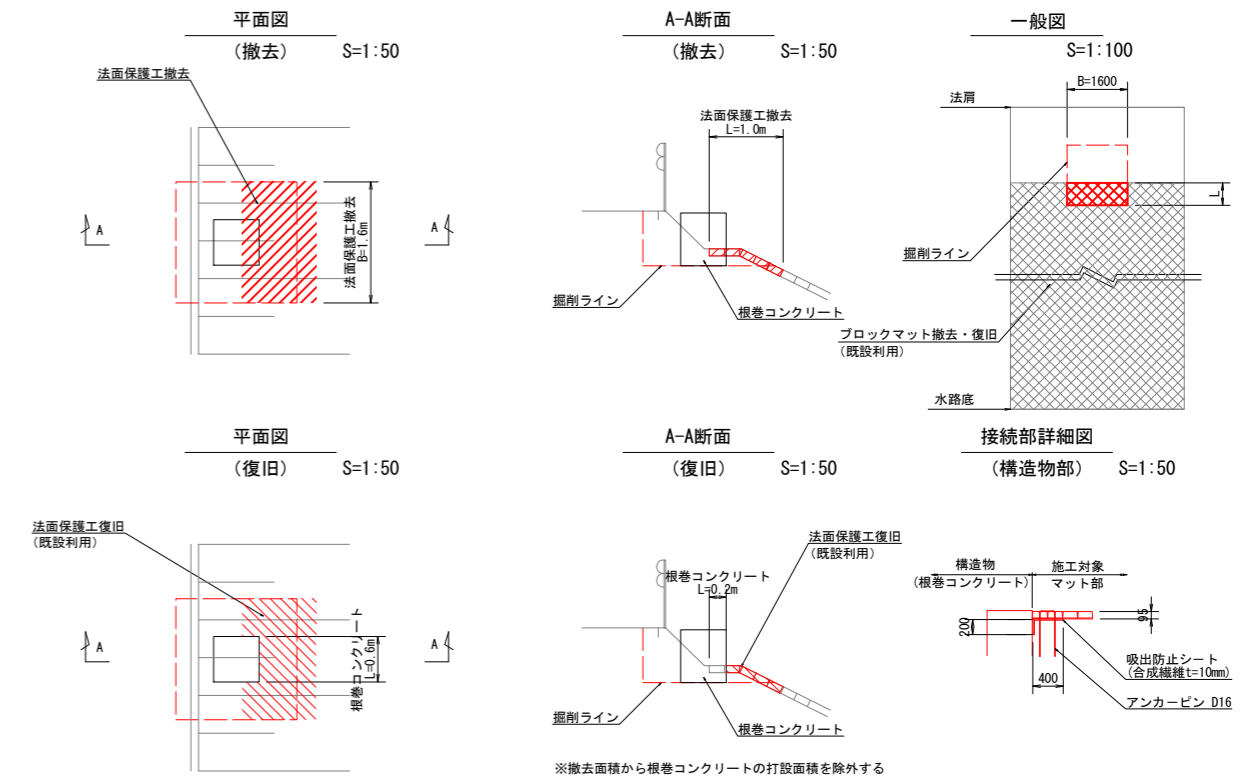 平面図
(撤去) S=1:50
法面保護工撤去
法面保護工撤去
B=1.6m
A
A
A-A断面
(撤去) S=1:50
法面保護工撤去
L=1.0m
掘削ライン
根巻コンクリート
一般図
S=1:100
B=1600
法肩
L
掘削ライン
ブロックマット撤去・復旧
(既設利用)
水路底
平面図
(復旧) S=1:50
法面保護工復旧
(既設利用)
根巻コンクリート
L=0.6m
A
A
A-A断面
(復旧) S=1:50
法面保護工復旧
(既設利用)
根巻コンクリート
L=0.2m
掘削ライン
根巻コンクリート
※撤去面積から根巻コンクリートの打設面積を除外する
接続部詳細図
(構造物部) S=1:50
構造物
(根巻コンクリート)
施工対象
マット部
200
95
400
吸出防止シート
(合成繊維t=10mm)
アンカーピン D16